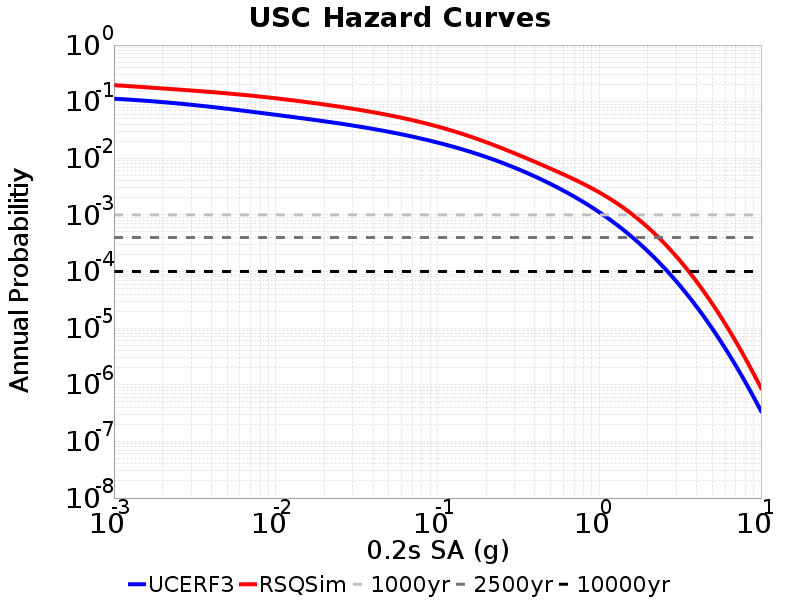 USC Hazard Curves
Annual Probabilitiy
10^0
10^-1
10^-2
10^-3
10^-4
10^-5
10^-6
10^-7
10^-8
10^-3 10^-2 10^-1 10^0 10^1
0.2s SA (g)
UCERF3 RSQSim 1000yr 2500yr 10000yr